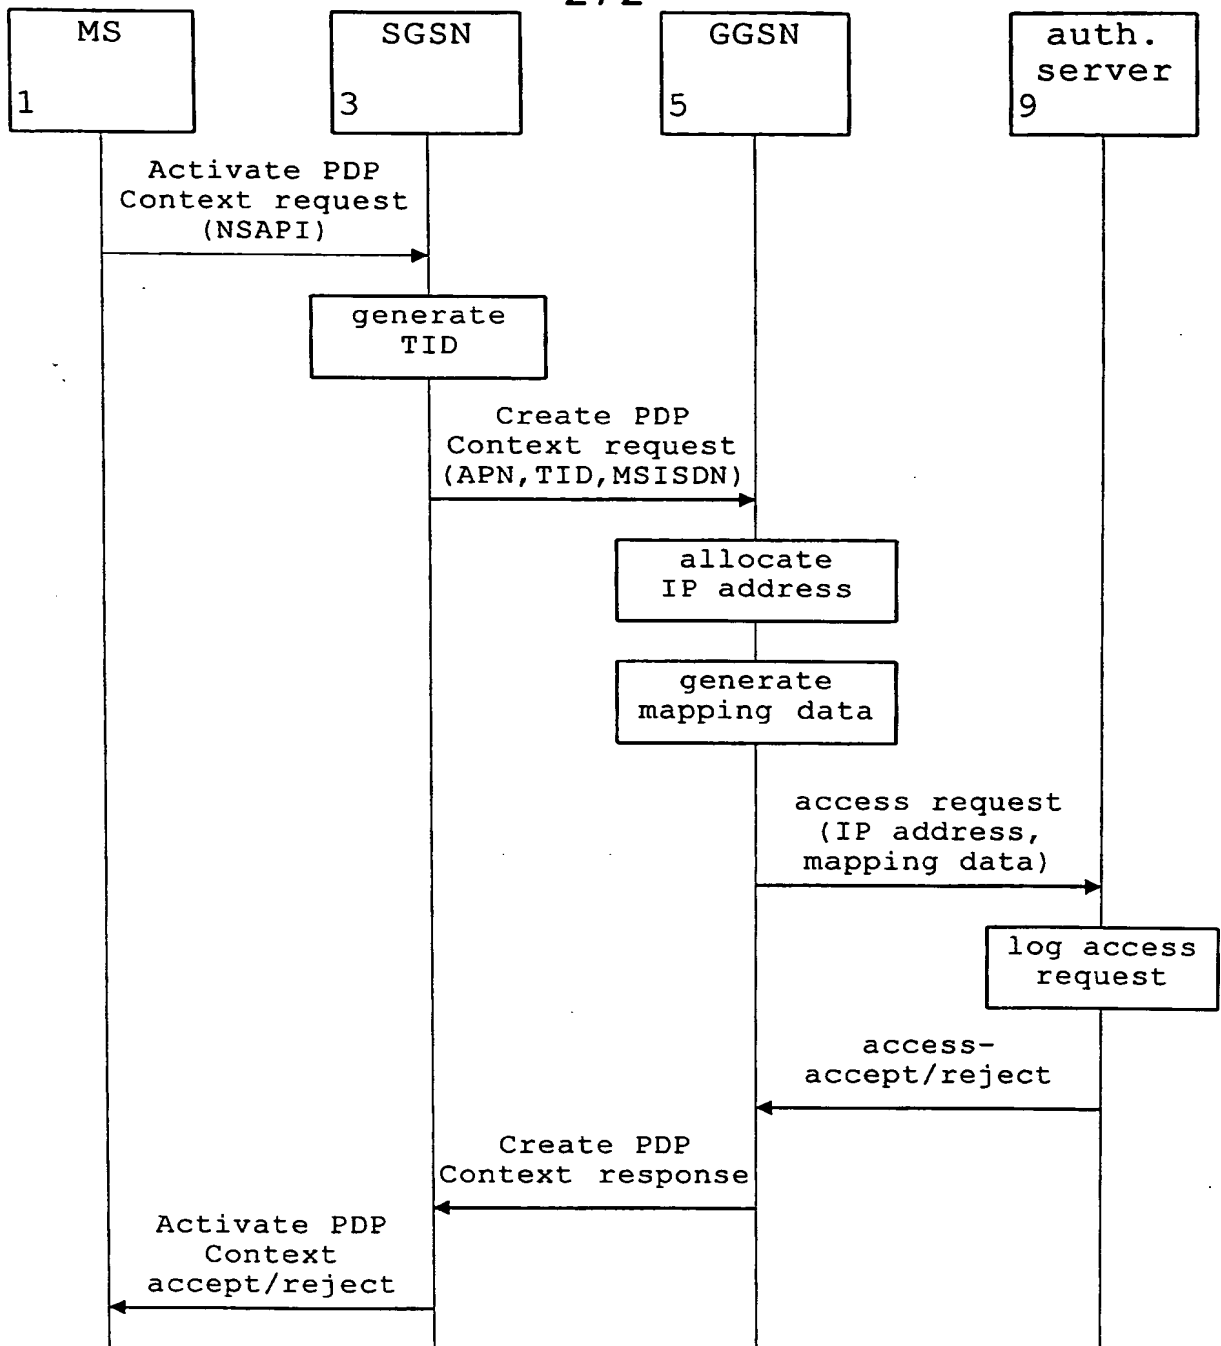 MS
1
SGSN
3
GGSN
5
auth.
server
9
Activate PDP
Context request
(NSAPI)
generate
TID
Create PDP
Context request
(APN,TID,MSISDN)
allocate
IP address
generate
mapping data
access request
(IP address,
mapping data)
log access
request
access-
accept/reject
Create PDP
Context response
Activate PDP
Context
accept/reject